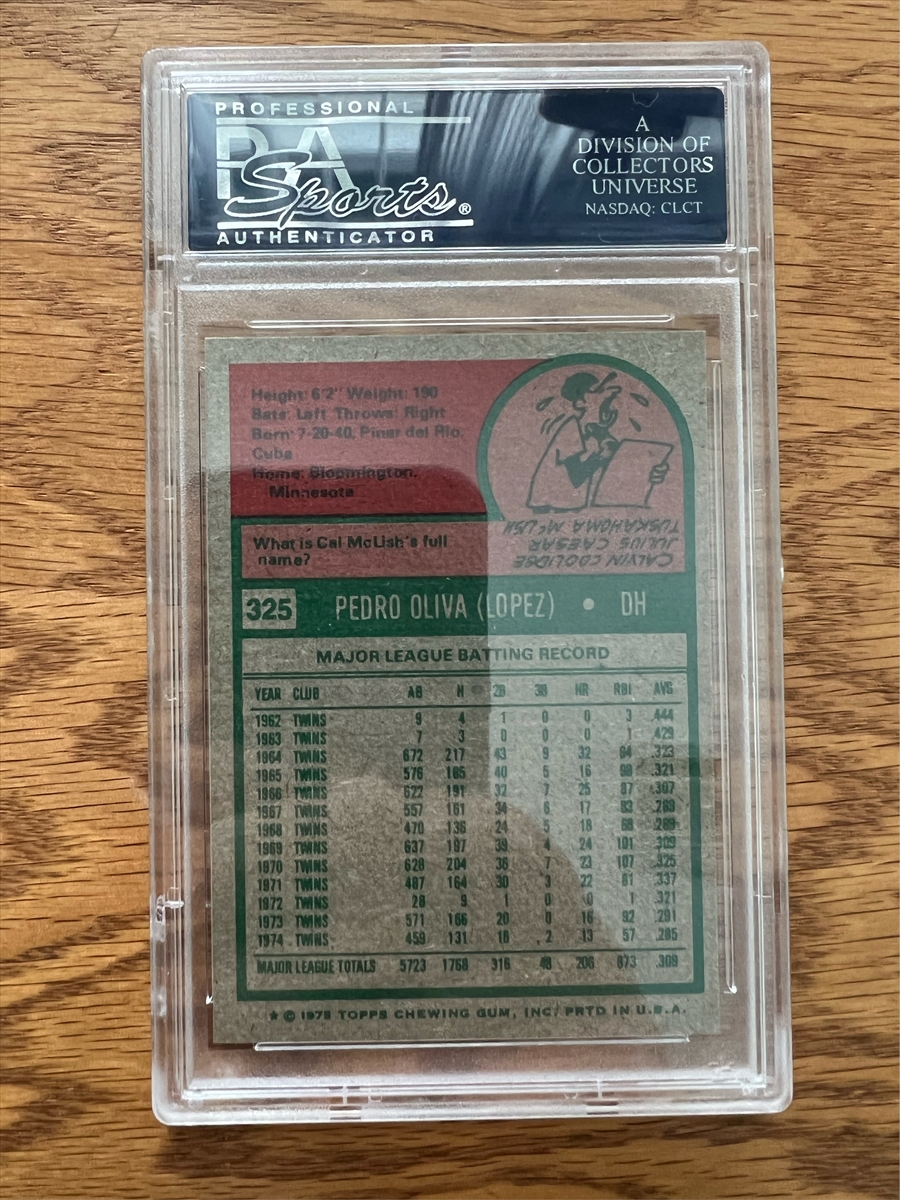 PROFESSIONAL
Sports®
AUTHENTICATOR
A
DIVISION OF
COLLECTORS
UNIVERSE
NASDAQ: CLCT
Height: 6'2" Weight: 190
Bats: Left Throws: Right
Born: 7-20-40, Pinar del Rio,
Cuba
Home: Bloomington,
Minnesota
What is Cal McLish's full
name?
CALVIN COOLIDGE
JULIUS CAESAR
TUSKAHOMA McLISH
325 PEDRO OLIVA (LOPEZ) • DH
MAJOR LEAGUE BATTING RECORD
YEAR CLUB AB H 2B 3B HR RBI AVG
1962 TWINS 9 4 1 0 0 3 .444
1963 TWINS 7 3 0 0 0 1 .429
1964 TWINS 672 217 43 9 32 94 .323
1965 TWINS 576 185 40 5 16 98 .321
1966 TWINS 622 191 32 7 25 87 .307
1967 TWINS 557 161 34 6 17 83 .289
1968 TWINS 470 136 24 5 18 68 .289
1969 TWINS 637 197 39 4 24 101 .309
1970 TWINS 628 204 36 7 23 107 .325
1971 TWINS 487 164 30 3 22 81 .337
1972 TWINS 28 9 1 0 0 1 .321
1973 TWINS 571 166 20 0 16 92 .291
1974 TWINS 459 131 16 2 13 57 .285
MAJOR LEAGUE TOTALS 5723 1768 316 48 206 873 .309
★ © 1975 TOPPS CHEWING GUM, INC. PRTD IN U.S.A.